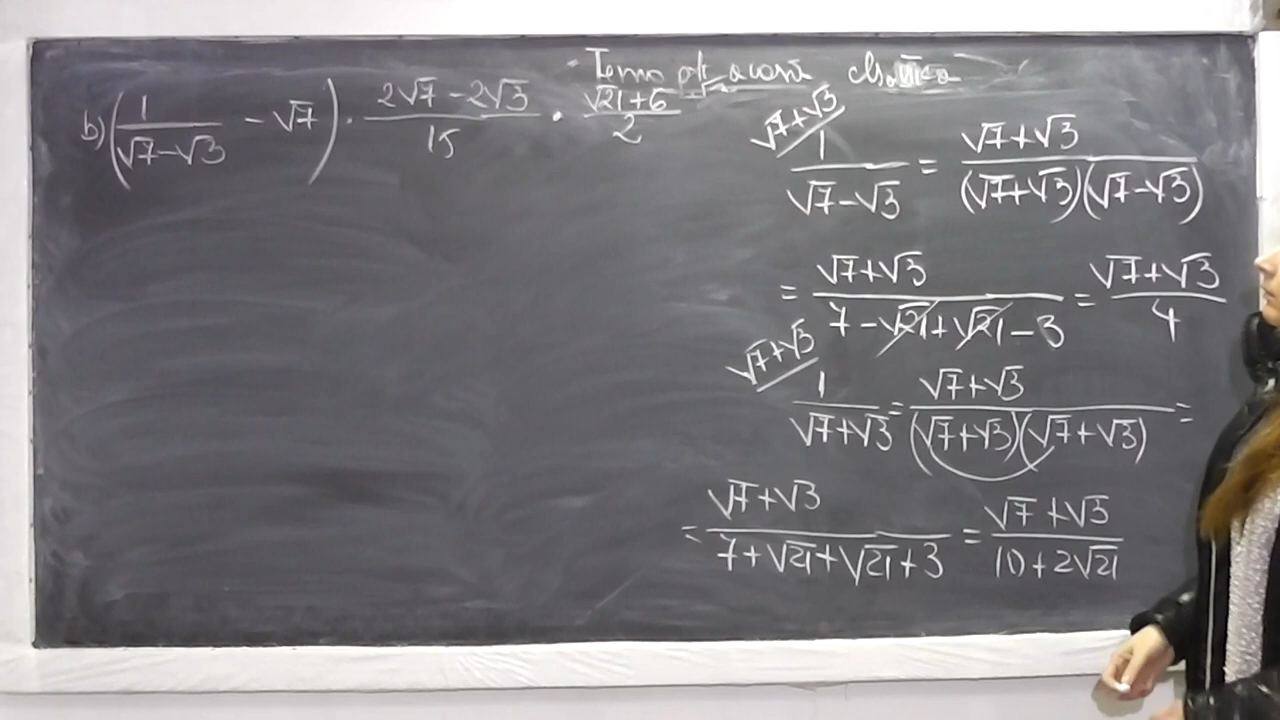 Temă pt acasă
b) (1/(√7-√3) - √7) · (2√7-2√3)/15 · (√21+6)/2
√7+√3
1/(√7-√3) = (√7+√3)/((√7+√3)(√7-√3))
= (√7+√3)/(7-√21+√21-3) = (√7+√3)/4
√7+√3
1/(√7+√3) = (√7+√3)/((√7+√3)(√7+√3)) =
= (√7+√3)/(7+√21+√21+3) = (√7+√3)/(10+2√21)